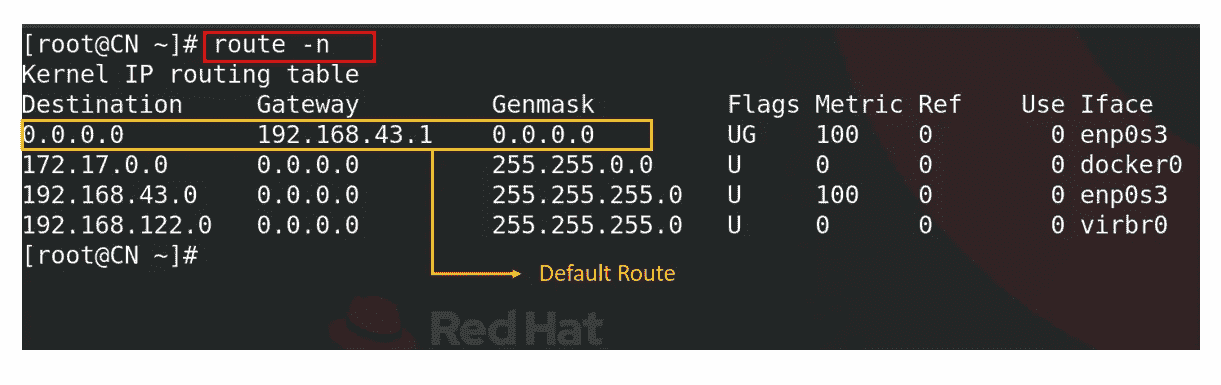 [root@CN ~]# route -n
Kernel IP routing table
Destination Gateway Genmask Flags Metric Ref Use Iface
0.0.0.0 192.168.43.1 0.0.0.0 UG 100 0 0 enp0s3
172.17.0.0 0.0.0.0 255.255.0.0 U 0 0 0 docker0
192.168.43.0 0.0.0.0 255.255.255.0 U 100 0 0 enp0s3
192.168.122.0 0.0.0.0 255.255.255.0 U 0 0 0 virbr0
[root@CN ~]#
Default Route
Red Hat